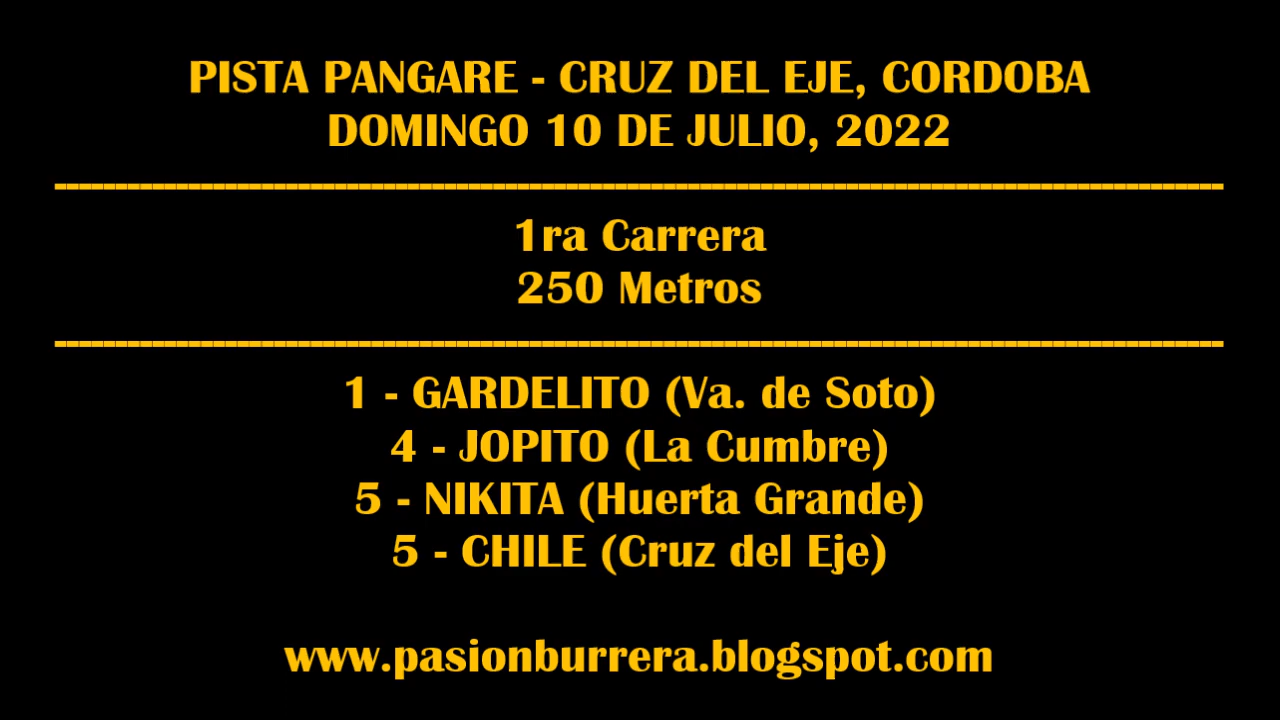 PISTA PANGARE - CRUZ DEL EJE, CORDOBA
DOMINGO 10 DE JULIO, 2022
1ra Carrera
250 Metros
1 - GARDELITO (Va. de Soto)
4 - JOPITO (La Cumbre)
5 - NIKITA (Huerta Grande)
5 - CHILE (Cruz del Eje)
www.pasionburrera.blogspot.com